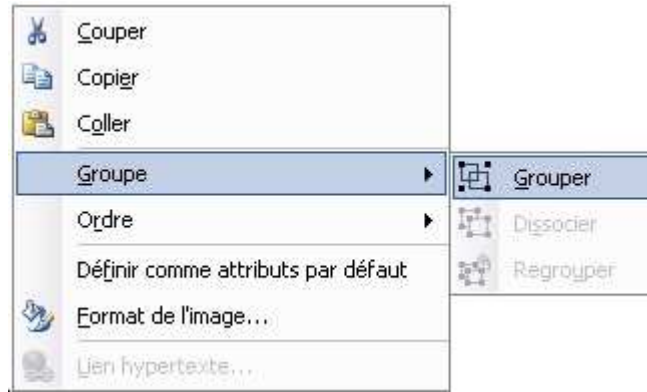 Couper
Copier
Coller
Groupe
Grouper
Ordre
Dissocier
Définir comme attributs par défaut
Regrouper
Format de l'image...
Lien hypertexte...